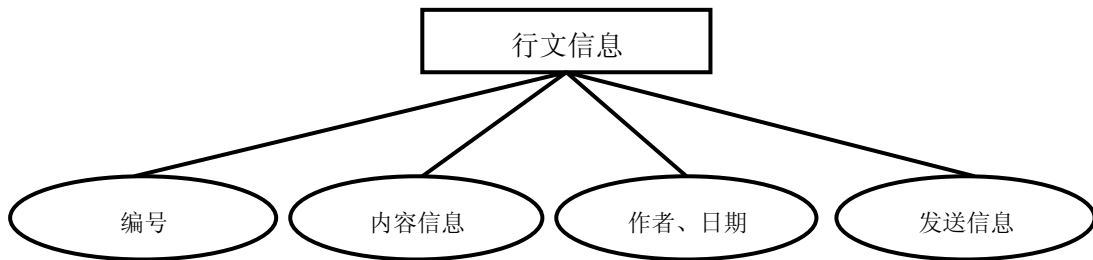 行文信息
编号
内容信息
作者、日期
发送信息